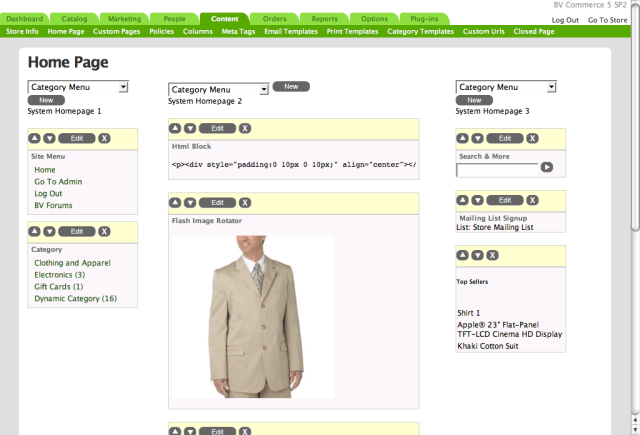 BV Commerce 5 SP2
Dashboard Catalog Marketing People Content Orders Reports Options Plug-ins
Log Out Go To Store
Store Info Home Page Custom Pages Policies Columns Meta Tags Email Templates Print Templates Category Templates Custom Urls Closed Page
Home Page
Category Menu
New
System Homepage 1
Edit X
Site Menu
Home
Go To Admin
Log Out
BV Forums
Edit X
Category
Clothing and Apparel
Electronics (3)
Gift Cards (1)
Dynamic Category (16)
Category Menu New
System Homepage 2
Edit X
Html Block
<p><div style="padding:0 10px 0 10px;" align="center"></
Edit X
Flash Image Rotator
Edit X
Category Menu
New
System Homepage 3
Edit X
Search & More
Edit X
Mailing List Signup
List: Store Mailing List
X
Top Sellers
Shirt 1
Apple® 23" Flat-Panel
TFT-LCD Cinema HD Display
Khaki Cotton Suit